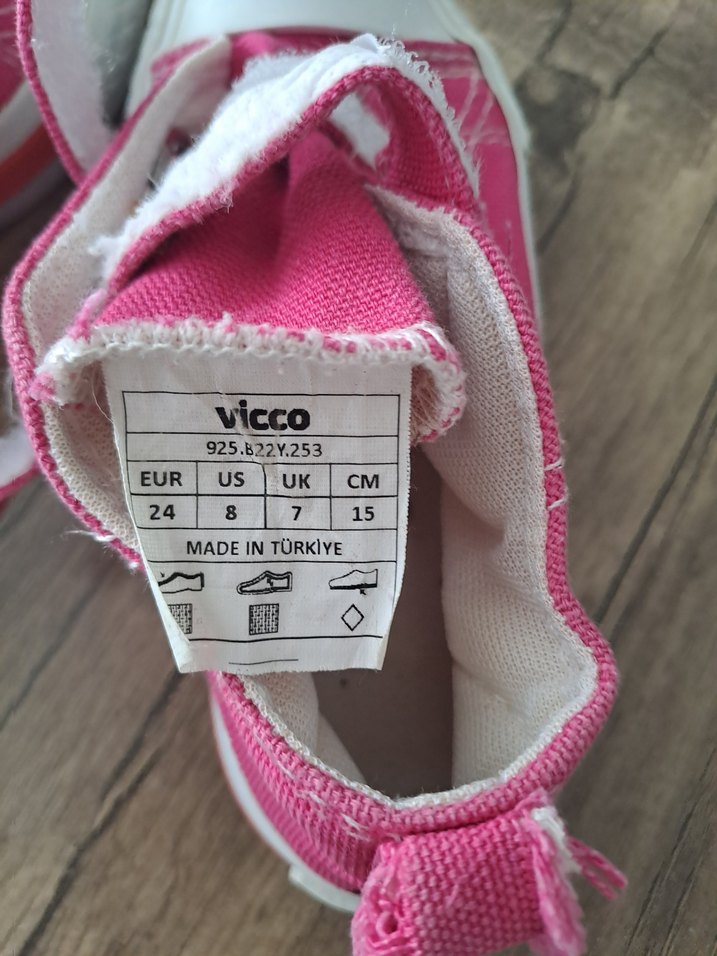 vicco
925.B22Y.253
EUR US UK CM
24 8 7 15
MADE IN TÜRKİYE